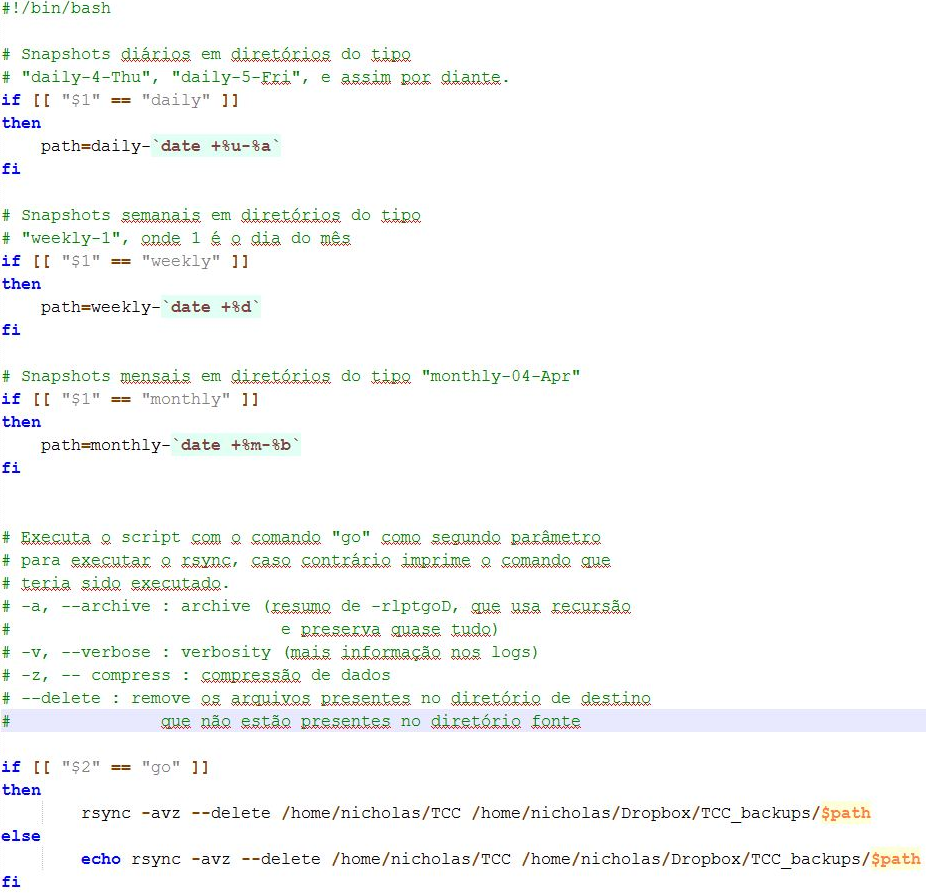 #!/bin/bash

# Snapshots diários em diretórios do tipo
# "daily-4-Thu", "daily-5-Fri", e assim por diante.
if [[ "$1" == "daily" ]]
then
    path=daily-`date +%u-%a`
fi

# Snapshots semanais em diretórios do tipo
# "weekly-1", onde 1 é o dia do mês
if [[ "$1" == "weekly" ]]
then
    path=weekly-`date +%d`
fi

# Snapshots mensais em diretórios do tipo "monthly-04-Apr"
if [[ "$1" == "monthly" ]]
then
    path=monthly-`date +%m-%b`
fi


# Executa o script com o comando "go" como segundo parâmetro
# para executar o rsync, caso contrário imprime o comando que
# teria sido executado.
# -a, --archive : archive (resumo de -rlptgoD, que usa recursão
#                           e preserva quase tudo)
# -v, --verbose : verbosity (mais informação nos logs)
# -z, -- compress : compressão de dados
# --delete : remove os arquivos presentes no diretório de destino
#               que não estão presentes no diretório fonte

if [[ "$2" == "go" ]]
then
        rsync -avz --delete /home/nicholas/TCC /home/nicholas/Dropbox/TCC_backups/$path
else
        echo rsync -avz --delete /home/nicholas/TCC /home/nicholas/Dropbox/TCC_backups/$path
fi